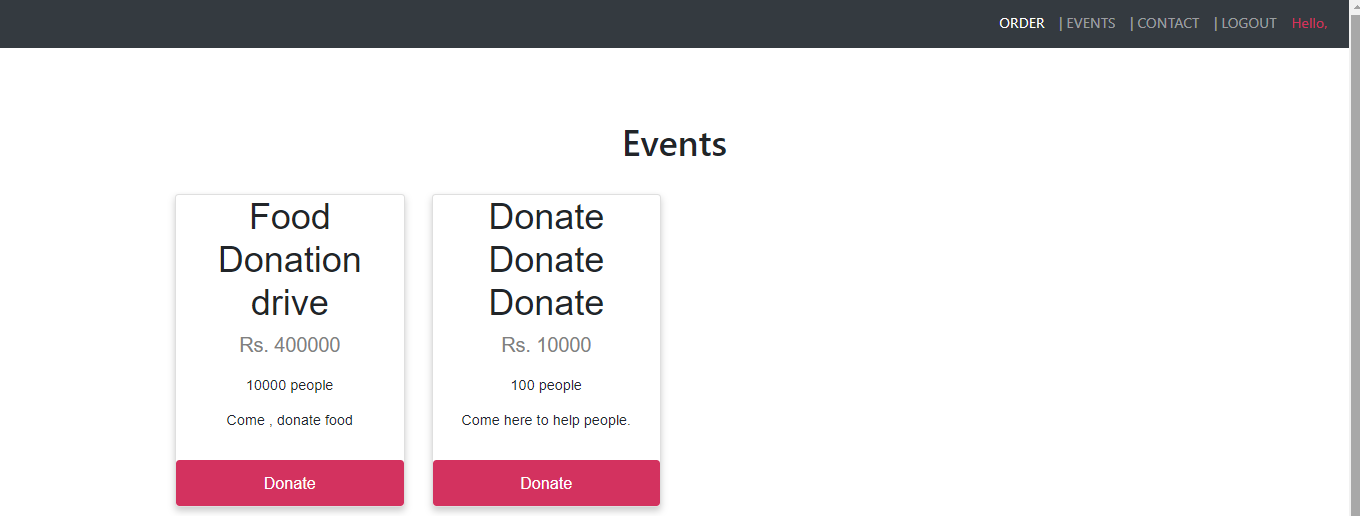 ORDER | EVENTS | CONTACT | LOGOUT Hello,
Events
Food
Donation
drive
Rs. 400000
10000 people
Come , donate food
Donate
Donate
Donate
Donate
Rs. 10000
100 people
Come here to help people.
Donate